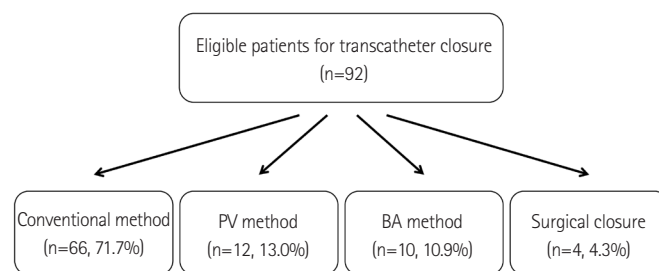 Eligible patients for transcatheter closure
(n=92)
Conventional method
(n=66, 71.7%)
PV method
(n=12, 13.0%)
BA method
(n=10, 10.9%)
Surgical closure
(n=4, 4.3%)